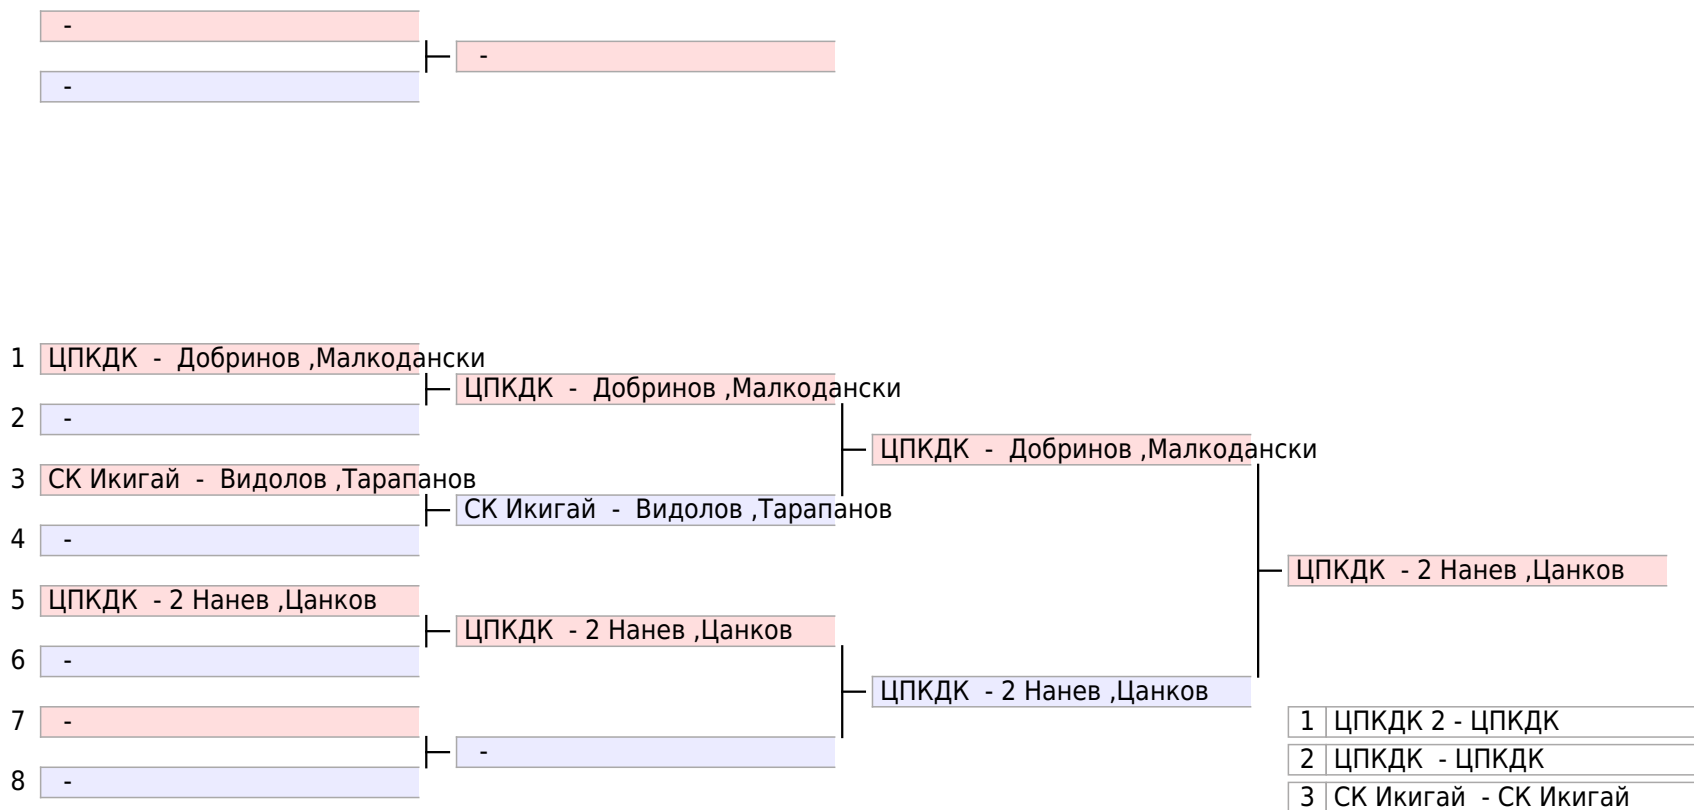 -
-
-
1 ЦПКДК - Добринов ,Малкодански
ЦПКДК - Добринов ,Малкодански
2 -
ЦПКДК - Добринов ,Малкодански
3 СК Икигай - Видолов ,Тарапанов
СК Икигай - Видолов ,Тарапанов
4 -
ЦПКДК - 2 Нанев ,Цанков
5 ЦПКДК - 2 Нанев ,Цанков
ЦПКДК - 2 Нанев ,Цанков
6 -
ЦПКДК - 2 Нанев ,Цанков
7 -
-
8 -
1 ЦПКДК 2 - ЦПКДК
2 ЦПКДК - ЦПКДК
3 СК Икигай - СК Икигай